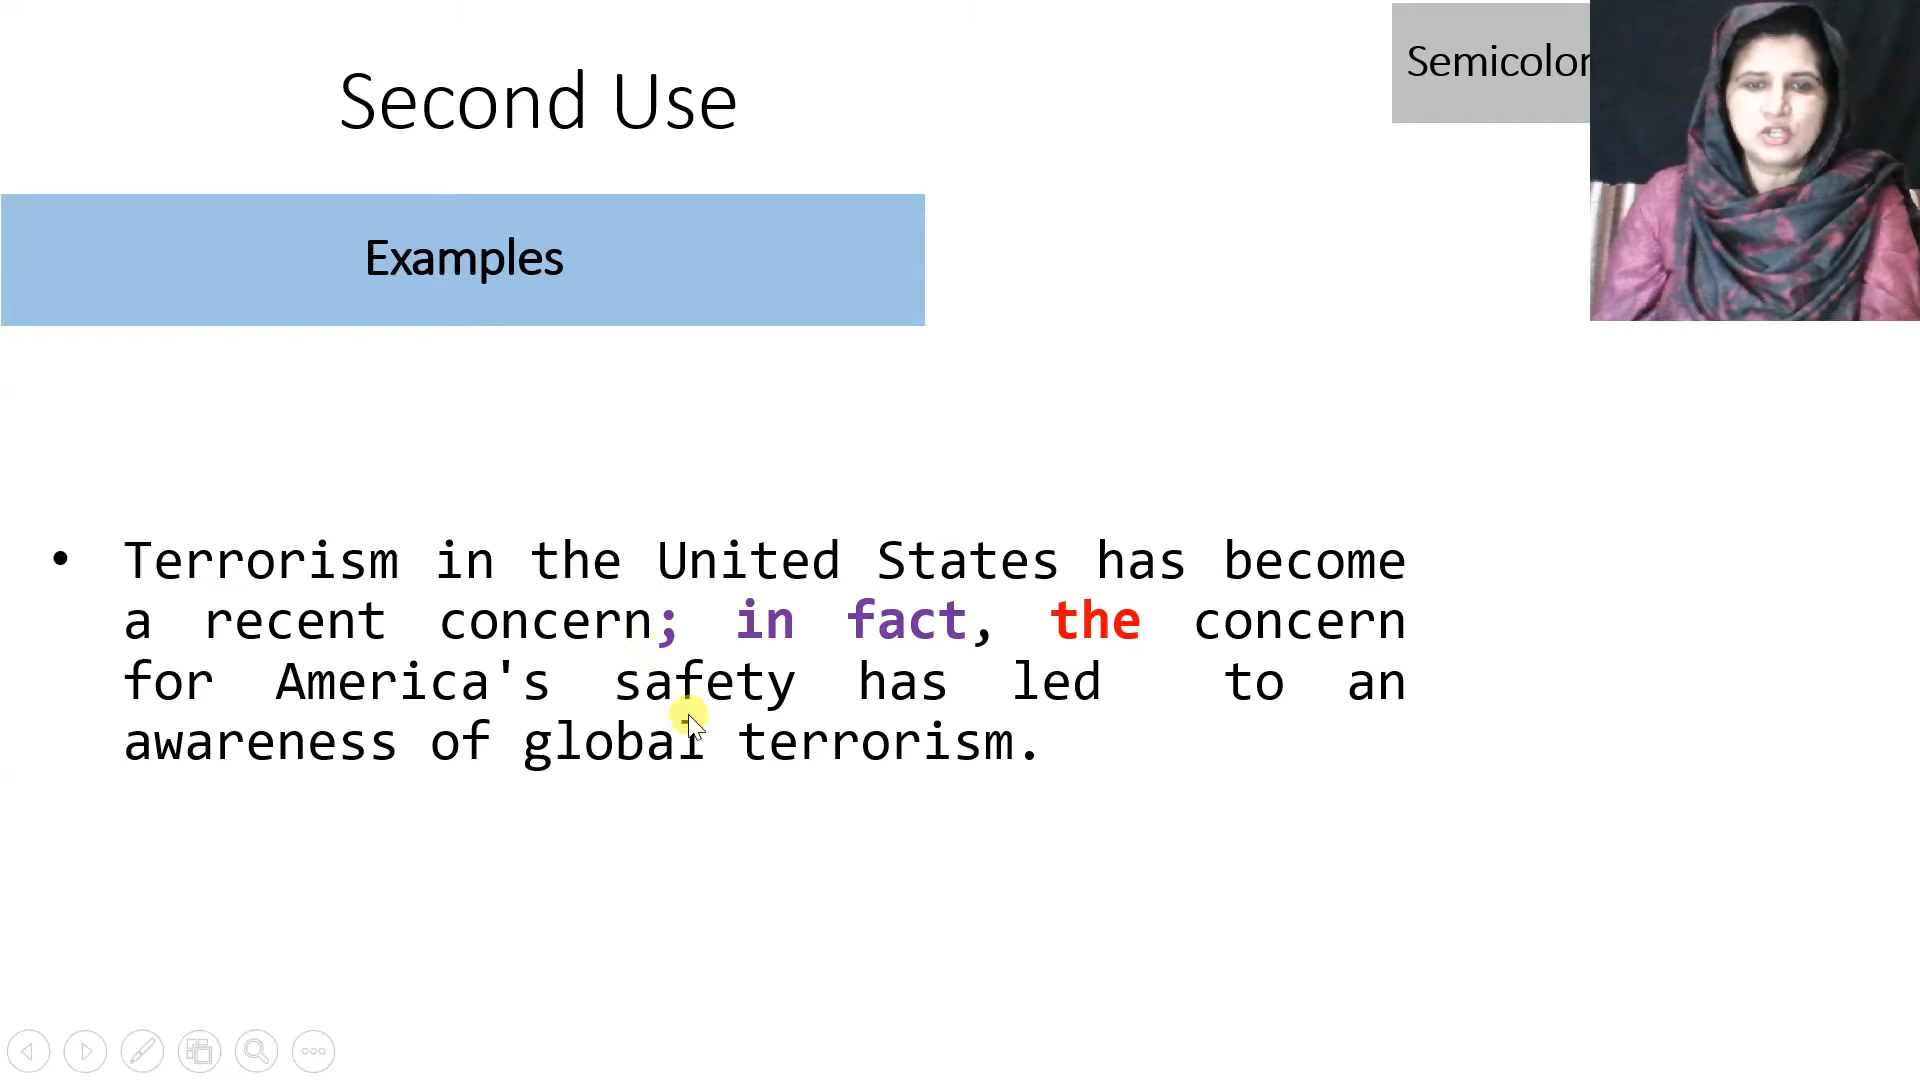 Second Use
Semicolon
Examples
• Terrorism in the United States has become
a recent concern; in fact, the concern
for America's safety has led to an
awareness of global terrorism.